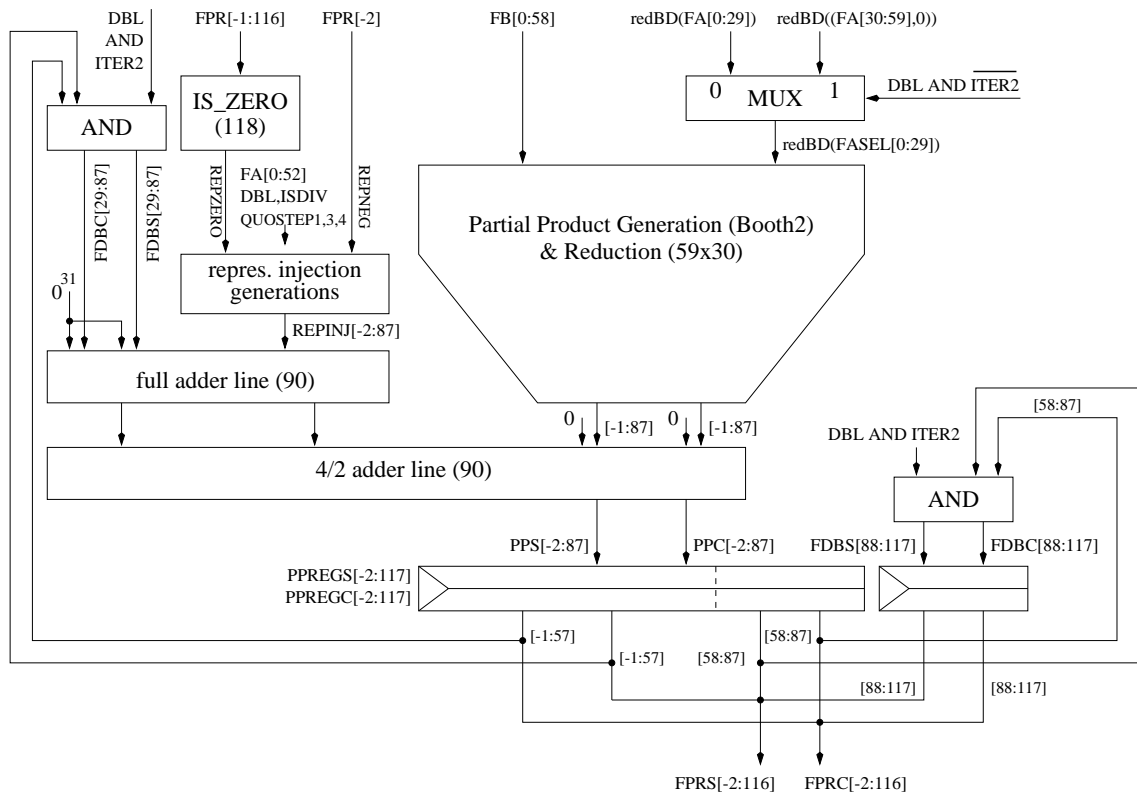 DBL
AND
ITER2
FPR[-1:116]
FPR[-2]
FB[0:58]
redBD(FA[0:29])
redBD((FA[30:59],0))
IS_ZERO
(118)
0 MUX 1
DBL AND ITER2
AND
redBD(FASEL[0:29])
FDBC[29:87]
FDBS[29:87]
REPZERO
FA[0:52]
DBL,ISDIV
QUOSTEP1,3,4
REPNEG
Partial Product Generation (Booth2)
& Reduction (59x30)
repres. injection
generations
0 31
REPINJ[-2:87]
full adder line (90)
0
[-1:87]
0
[-1:87]
[58:87]
DBL AND ITER2
4/2 adder line (90)
AND
PPS[-2:87]
PPC[-2:87]
FDBS[88:117]
FDBC[88:117]
PPREGS[-2:117]
PPREGC[-2:117]
[-1:57]
[58:87]
[-1:57]
[58:87]
[88:117]
[88:117]
FPRS[-2:116]
FPRC[-2:116]